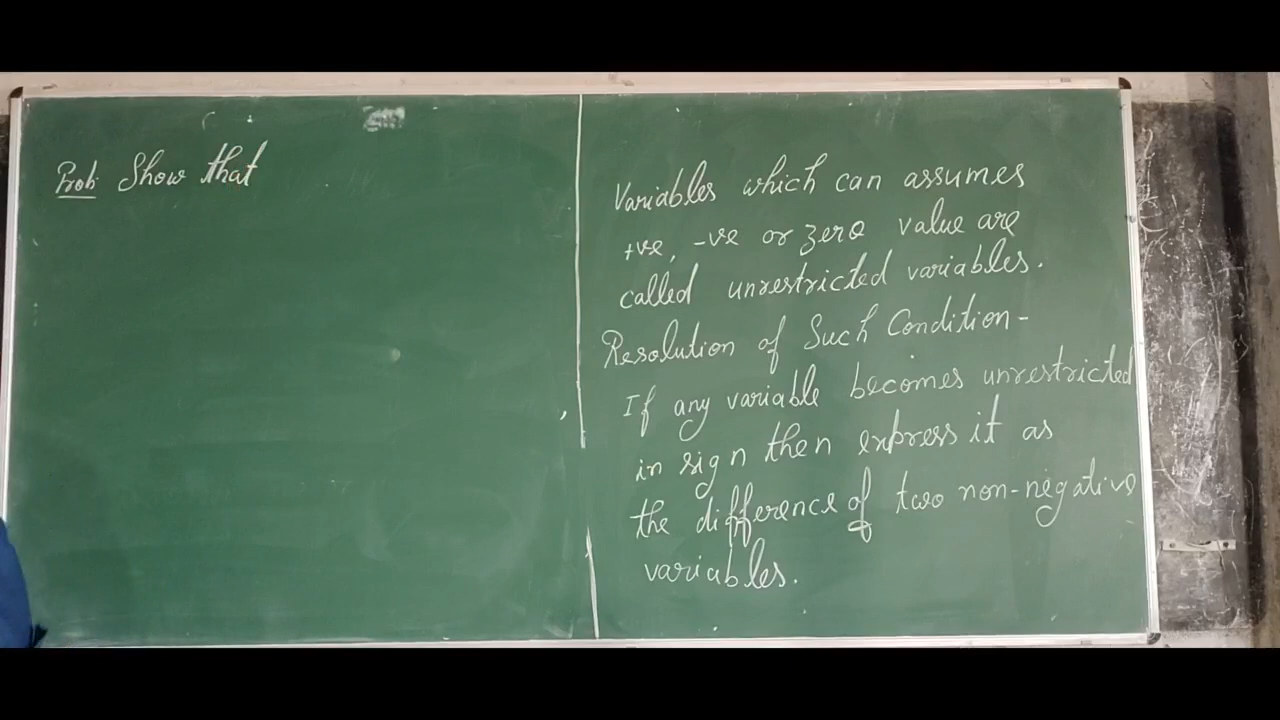 Prob. Show that
Variables which can assumes
+ve, -ve or zero value are
called unrestricted variables.
Resolution of Such Condition-
If any variable becomes unrestricted
in sign then express it as
the difference of two non-negative
variables.